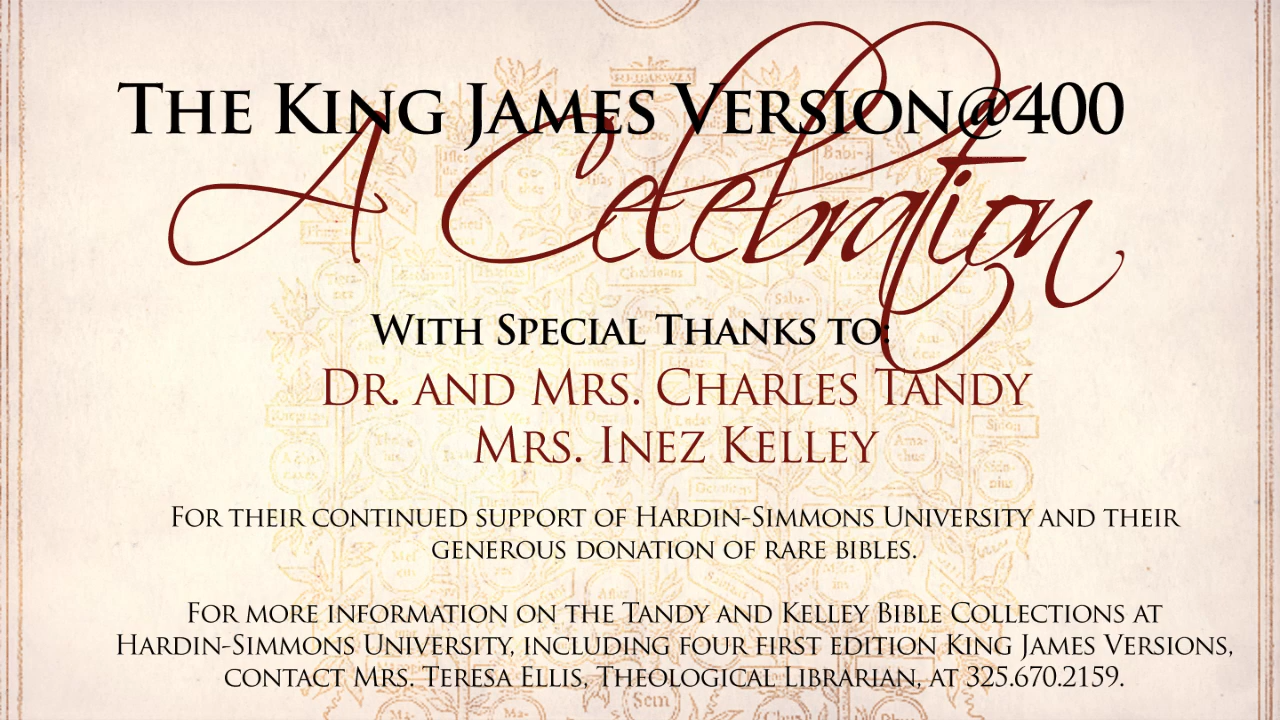 The King James Version@400
A Celebration
With Special Thanks to:
Dr. and Mrs. Charles Tandy
Mrs. Inez Kelley
For their continued support of Hardin-Simmons University and their
generous donation of rare bibles.
For more information on the Tandy and Kelley Bible Collections at
Hardin-Simmons University, including four first edition King James Versions,
contact Mrs. Teresa Ellis, Theological Librarian, at 325.670.2159.
Chaldeans
Sidon
Sem